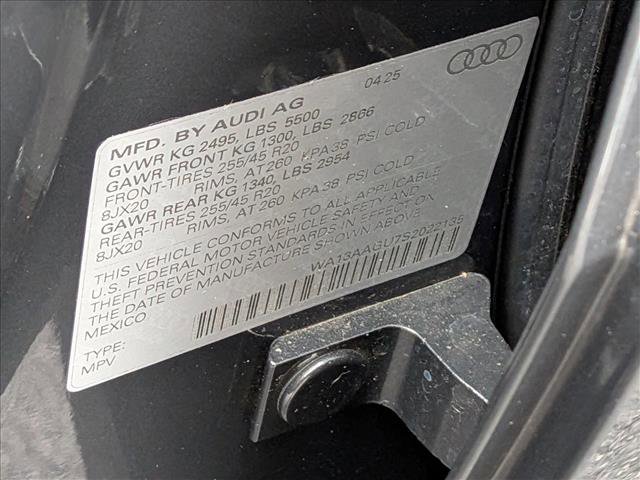 MFD. BY AUDI AG 04 25
GVWR KG 2495, LBS 5500
GAWR FRONT KG 1300, LBS 2866
FRONT-TIRES 255/45 R20
8JX20 RIMS, AT 260 KPA 38 PSI COLD
GAWR REAR KG 1340, LBS 2954
REAR-TIRES 255/45 R20
8JX20 RIMS, AT 260 KPA 38 PSI COLD
THIS VEHICLE CONFORMS TO ALL APPLICABLE
U.S. FEDERAL MOTOR VEHICLE SAFETY AND
THEFT PREVENTION STANDARDS IN EFFECT ON
THE DATE OF MANUFACTURE SHOWN ABOVE.
MEXICO
WA13AAGU7S2022135
TYPE:
MPV